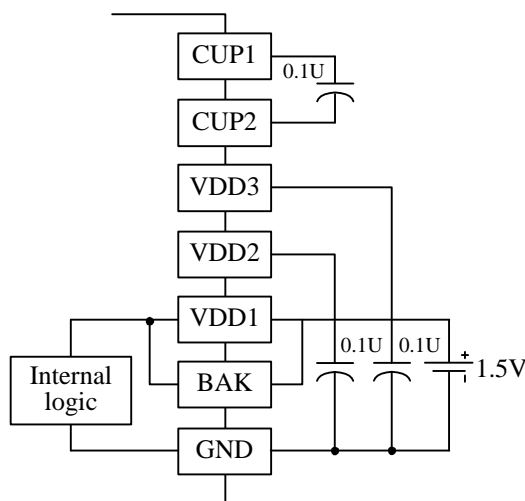 CUP1
0.1U
CUP2
VDD3
VDD2
VDD1
0.1U
0.1U
+
1.5V
-
Internal
logic
BAK
GND